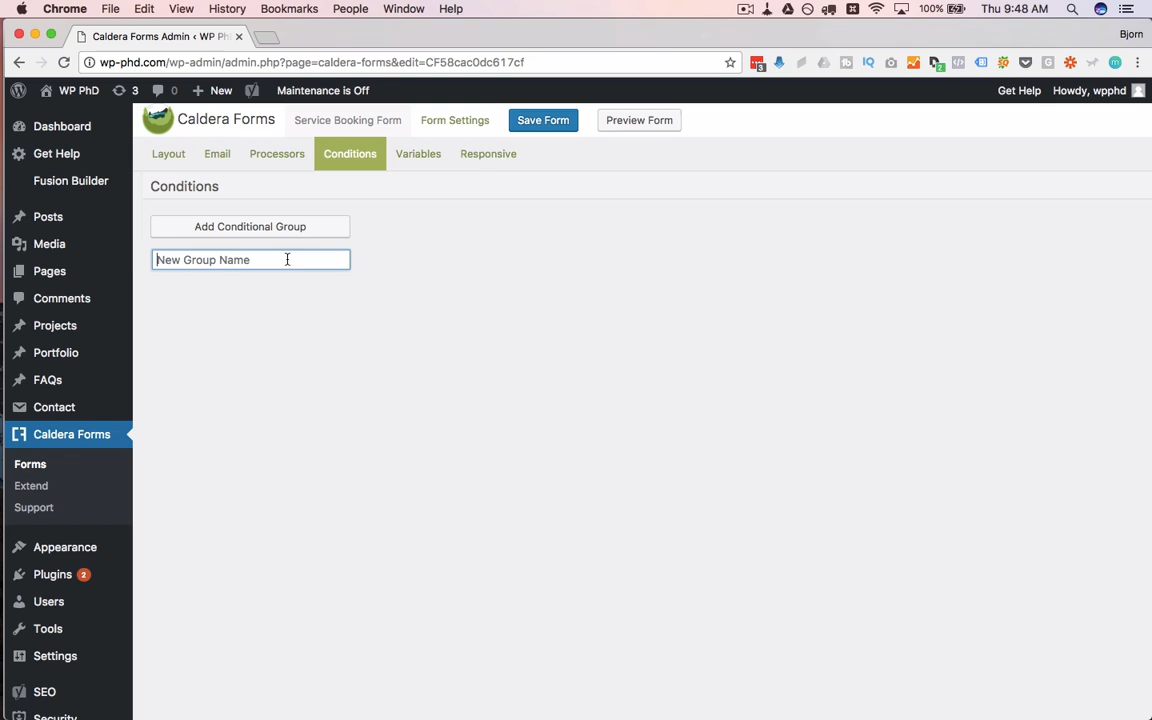 Chrome File Edit View History Bookmarks People Window Help 100% Thu 9:48 AM
Caldera Forms Admin ‹ WP Ph Bjorn
wp-phd.com/wp-admin/admin.php?page=caldera-forms&edit=CF58cac0dc617cf
WP PhD 3 0 New Maintenance is Off Get Help Howdy, wpphd
Caldera Forms Service Booking Form Form Settings Save Form Preview Form
Layout Email Processors Conditions Variables Responsive
Conditions
Add Conditional Group
New Group Name
Dashboard
Get Help
Fusion Builder
Posts
Media
Pages
Comments
Projects
Portfolio
FAQs
Contact
Caldera Forms
Forms
Extend
Support
Appearance
Plugins 2
Users
Tools
Settings
SEO
Security